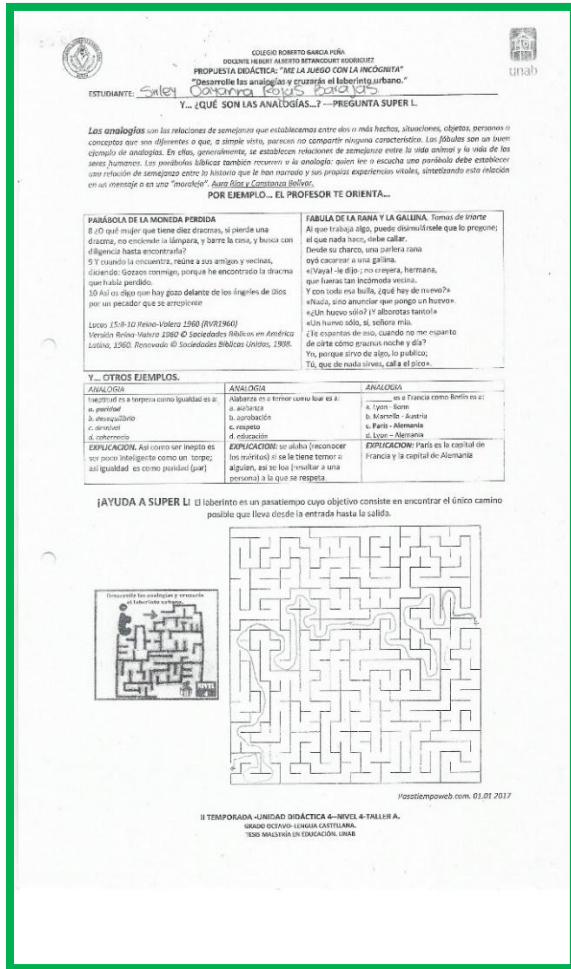 COLEGIO ROBERTO GARCIA PEÑA
DOCENTE HEBERT ALBERTO BETANCOURT RODRIGUEZ
PROPUESTA DIDÁCTICA: "ME LA JUEGO CON LA INCÓGNITA"
"Desarrolle las analogías y cruzarás el laberinto urbano."
unab
ESTUDIANTE: Sirley Dayanna Rojas Barajas
Y... ¿QUÉ SON LAS ANALOGÍAS...? ---PREGUNTA SUPER L.
Las analogías son las relaciones de semejanza que establecemos entre dos o más hechos, situaciones, objetos, personas o
conceptos que son diferentes o que, a simple vista, parecen no compartir ninguna característica. Las fábulas son un buen
ejemplo de analogías. En ellas, generalmente, se establecen relaciones de semejanza entre la vida animal y la vida de los
seres humanos. Las parábolas bíblicas también recurren a la analogía: quien lee o escucha una parábola debe establecer
una relación de semejanza entre la historia que le han narrado y sus propias experiencias vitales, sintetizando esta relación
en un mensaje o en una "moraleja". Aura Ríos y Constanza Bolívar.
POR EJEMPLO... EL PROFESOR TE ORIENTA...
PARÁBOLA DE LA MONEDA PERDIDA
8 ¿O qué mujer que tiene diez dracmas, si pierde una
dracma, no enciende la lámpara, y barre la casa, y busca con
diligencia hasta encontrarla?
9 Y cuando la encuentra, reúne a sus amigas y vecinas,
diciendo: Gozaos conmigo, porque he encontrado la dracma
que había perdido.
10 Así os digo que hay gozo delante de los ángeles de Dios
por un pecador que se arrepiente
Lucas 15:8-10 Reina-Valera 1960 (RVR1960)
Versión Reina-Valera 1960 © Sociedades Bíblicas en América
Latina, 1960. Renovado © Sociedades Bíblicas Unidas, 1988.
FABULA DE LA RANA Y LA GALLINA. Tomas de Iriarte
Al que trabaja algo, puede disimulársele que lo pregone;
el que nada hace, debe callar.
Desde su charco, una parlera rana
oyó cacarear a una gallina.
«¡Vaya! -le dijo-; no creyera, hermana,
que fueras tan incómoda vecina.
Y con toda esa bulla, ¿qué hay de nuevo?»
«Nada, sino anunciar que pongo un huevo».
«¿Un huevo sólo? ¡Y alborotas tanto!»
«Un huevo sólo, sí, señora mía.
¿Te espantas de eso, cuando no me espanto
de oírte cómo graznas noche y día?
Yo, porque sirvo de algo, lo publico;
Tú, que de nada sirves, calla el pico».
Y... OTROS EJEMPLOS.
ANALOGIA
Ineptitud es a torpeza como igualdad es a:
a. paridad
b. desequilibrio
c. desnivel
d. coherencia
EXPLICACION. Así como ser inepto es
ser poco inteligente como un torpe;
así igualdad es como paridad (par)
ANALOGIA
Alabanza es a temor como loar es a:
a. alabanza
b. aprobación
c. respeto
d. educación
EXPLICACION: se alaba (reconocer
los méritos) si se le tiene temor a
alguien, así se loa (resaltar a una
persona) a la que se respeta.
ANALOGIA
______ es a Francia como Berlín es a:
a. Lyon - Bonn
b. Marsella - Austria
c. París - Alemania
d. Lyon – Alemania
EXPLICACION: París es la capital de
Francia y la capital de Alemania
¡AYUDA A SUPER L! El laberinto es un pasatiempo cuyo objetivo consiste en encontrar el único camino
posible que lleva desde la entrada hasta la salida.
Desarrolle las analogías y cruzarás
el laberinto urbano.
NIVEL
4
Pasatiempoweb.com. 01.01 2017
II TEMPORADA -UNIDAD DIDÁCTICA 4--NIVEL 4-TALLER A.
GRADO OCTAVO- LENGUA CASTELLANA.
TESIS MAESTRÍA EN EDUCACIÓN. UNAB